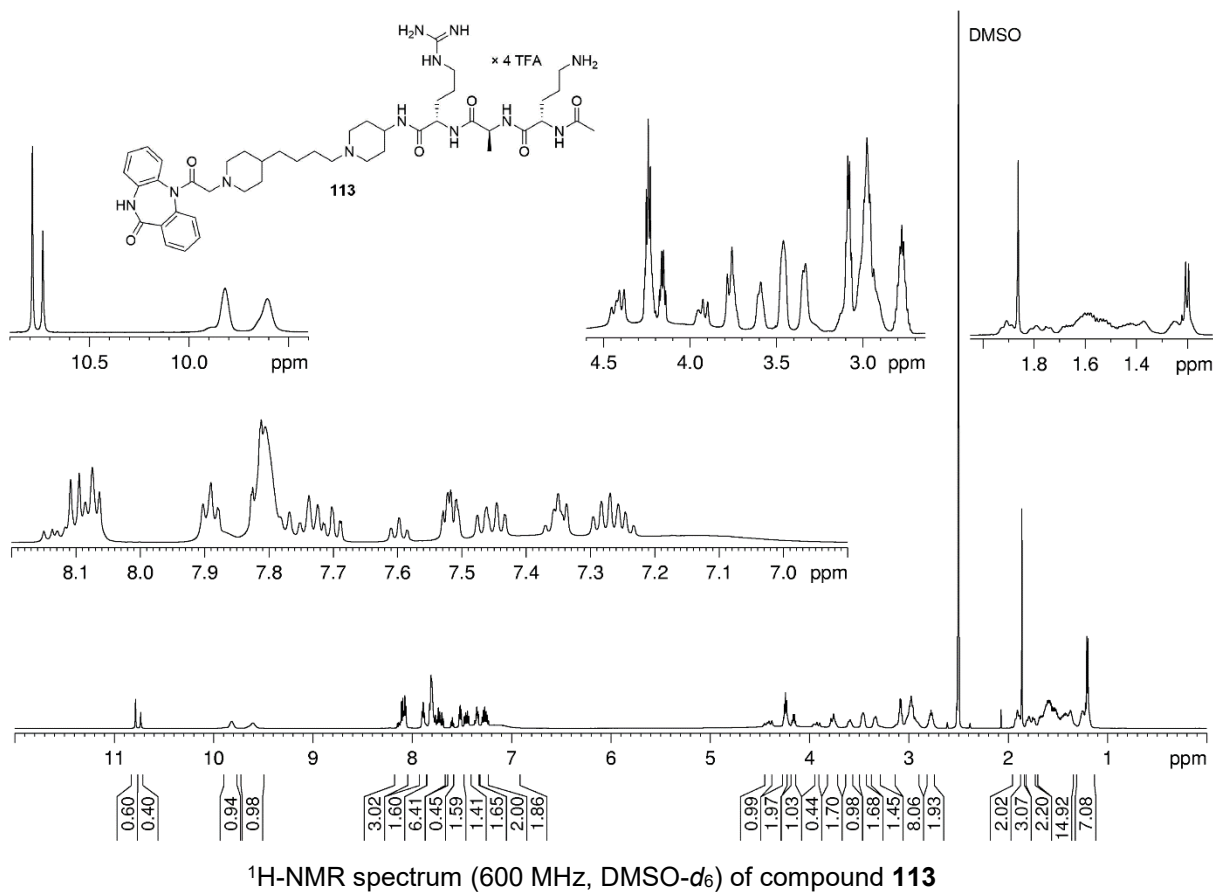 H2N NH
HN
× 4 TFA
NH2
DMSO
O H N O H N O
N N H N H N H
O O
113
O
N
N
HN
O
10.5 10.0 ppm
4.5 4.0 3.5 3.0 ppm
1.8 1.6 1.4 ppm
8.1 8.0 7.9 7.8 7.7 7.6 7.5 7.4 7.3 7.2 7.1 7.0 ppm
11 10 9 8 7 6 5 4 3 2 1 ppm
0.60 0.40 0.94 0.98 3.02 1.60 6.41 0.45 1.59 1.41 1.65 2.00 1.86 0.99 1.97 1.03 0.44 1.70 0.98 1.68 1.45 8.06 1.93 2.02 3.07 2.20 14.92 7.08
1H-NMR spectrum (600 MHz, DMSO-d6) of compound 113